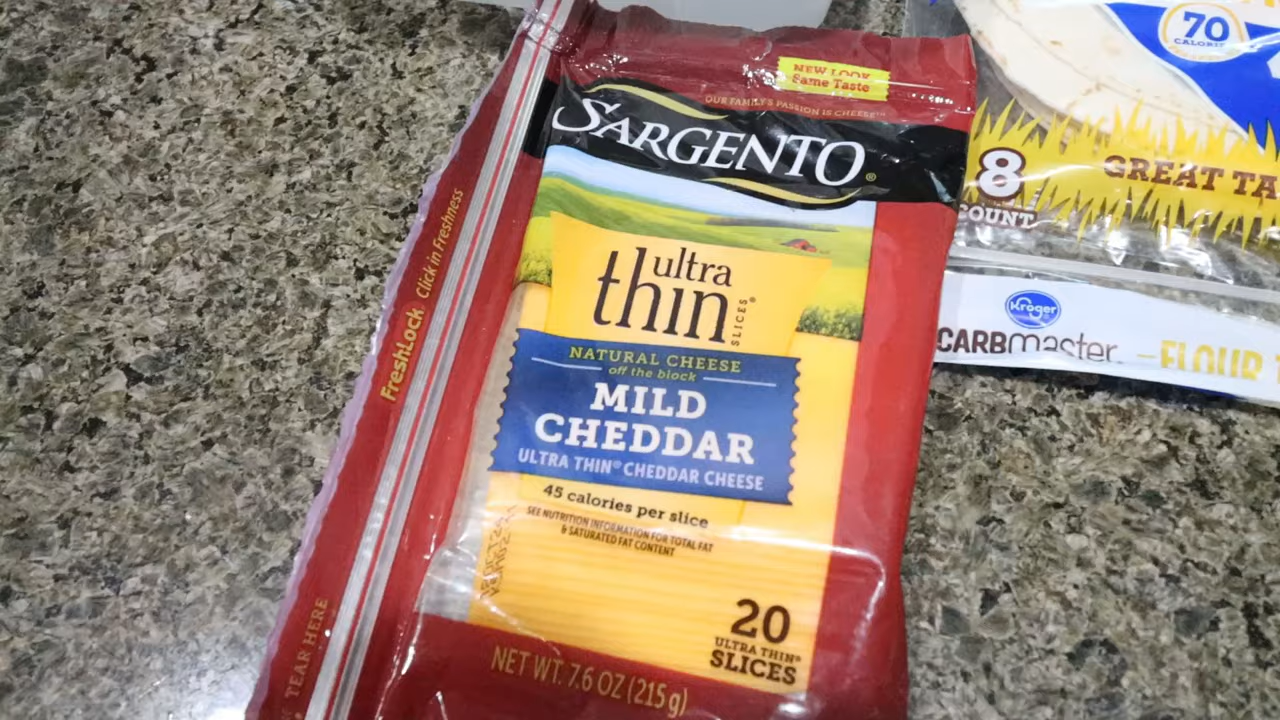 NEW LOOK
Same Taste
OUR FAMILY'S PASSION IS CHEESE™
SARGENTO®
ultra
thin
SLICES®
NATURAL CHEESE
off the block
MILD
CHEDDAR
ULTRA THIN® CHEDDAR CHEESE
45 calories per slice
SEE NUTRITION INFORMATION FOR TOTAL FAT
& SATURATED FAT CONTENT
20
ULTRA THIN®
SLICES
NET WT. 7.6 OZ (215 g)
FreshLock Click in Freshness
TEAR HERE
70
CALORIE
8
COUNT
GREAT TA
Kroger
CARBmaster
FLOUR